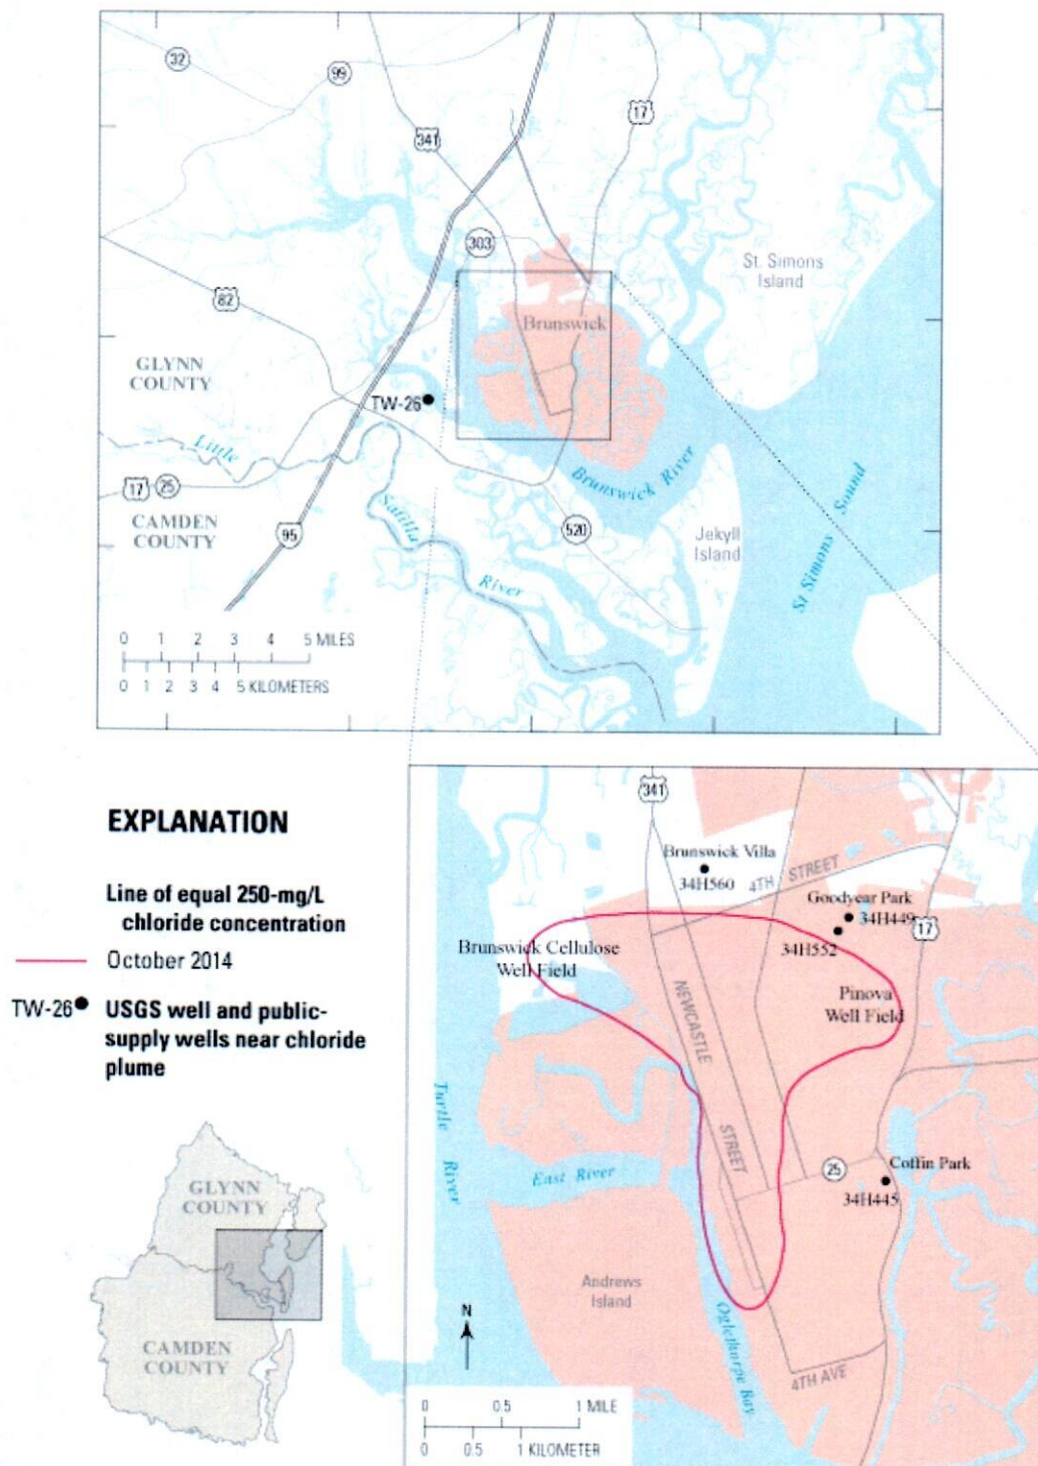 32
99
341
17
303
St. Simons
Island
82
Brunswick
GLYNN
COUNTY
TW-26
Little
Brunswick River
17
25
Satilla
CAMDEN
COUNTY
95
520
Jekyll
Island
St Simons Sound
River
0 1 2 3 4 5 MILES
0 1 2 3 4 5 KILOMETERS
EXPLANATION
Line of equal 250-mg/L
chloride concentration
October 2014
TW-26
USGS well and public-
supply wells near chloride
plume
GLYNN
COUNTY
CAMDEN
COUNTY
341
Brunswick Villa
34H560
4TH STREET
Goodyear Park
34H449
17
34H552
Brunswick Cellulose
Well Field
Pinova
Well Field
NEWCASTLE
STREET
Turtle
River
East River
25
Coffin Park
34H445
Andrews
Island
Oglethorpe Bay
N
4TH AVE
0 0.5 1 MILE
0 0.5 1 KILOMETER